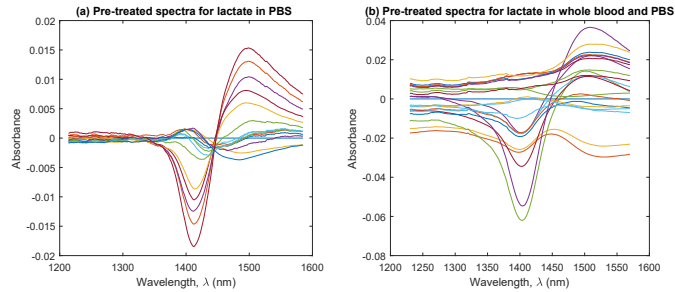 (a) Pre-treated spectra for lactate in PBS
0.02
0.015
0.01
0.005
0
-0.005
-0.01
-0.015
-0.02
Absorbance
1200 1300 1400 1500 1600
Wavelength, λ (nm)
(b) Pre-treated spectra for lactate in whole blood and PBS
0.04
0.02
0
-0.02
-0.04
-0.06
-0.08
Absorbance
1200 1250 1300 1350 1400 1450 1500 1550 1600
Wavelength, λ (nm)